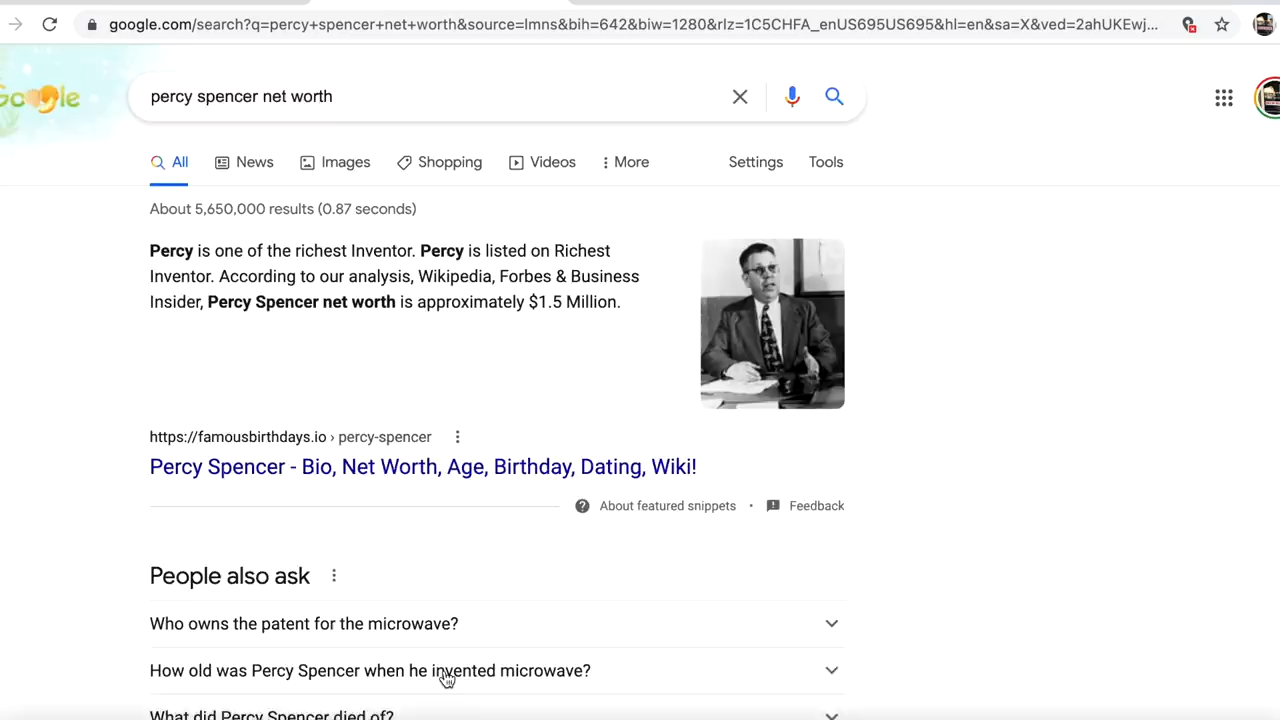 google.com/search?q=percy+spencer+net+worth&source=lmns&bih=642&biw=1280&rlz=1C5CHFA_enUS695US695&hl=en&sa=X&ved=2ahUKEwj...
Google
percy spencer net worth
All News Images Shopping Videos More Settings Tools
About 5,650,000 results (0.87 seconds)
Percy is one of the richest Inventor. Percy is listed on Richest
Inventor. According to our analysis, Wikipedia, Forbes & Business
Insider, Percy Spencer net worth is approximately $1.5 Million.
https://famousbirthdays.io › percy-spencer
Percy Spencer - Bio, Net Worth, Age, Birthday, Dating, Wiki!
About featured snippets • Feedback
People also ask
Who owns the patent for the microwave?
How old was Percy Spencer when he invented microwave?
What did Percy Spencer died of?